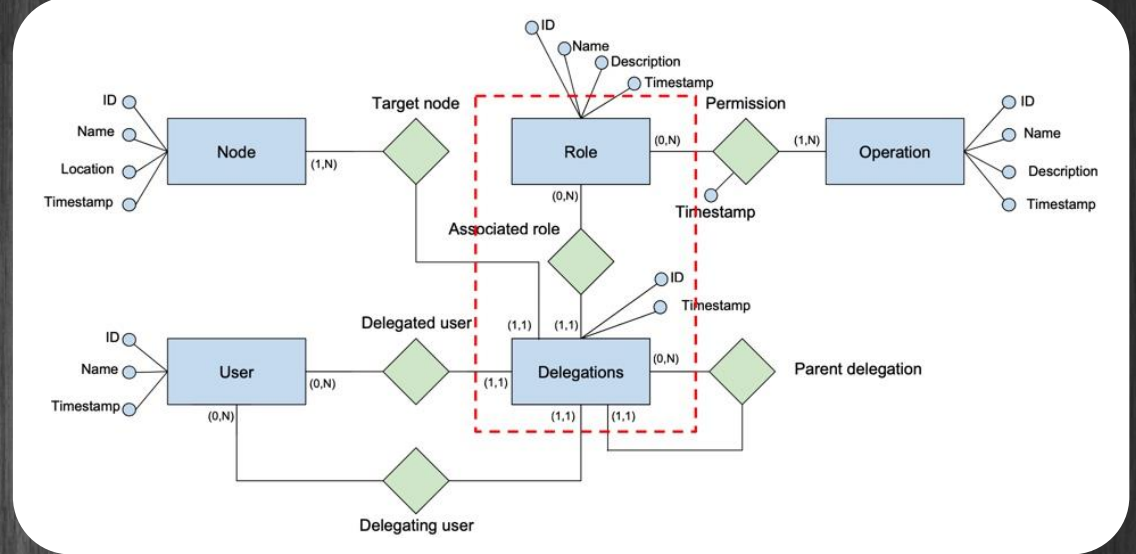 ID
Name
Description
Timestamp
Target node
Permission
ID
Name
Location
Timestamp
Node
(1,N)
Role
(0,N)
(1,N)
Operation
ID
Name
Description
Timestamp
(0,N)
Timestamp
Associated role
ID
Timestamp
(1,1)
(1,1)
Delegated user
ID
Name
Timestamp
User
(0,N)
(1,1)
Delegations
(0,N)
Parent delegation
(0,N)
(1,1)
(1,1)
Delegating user